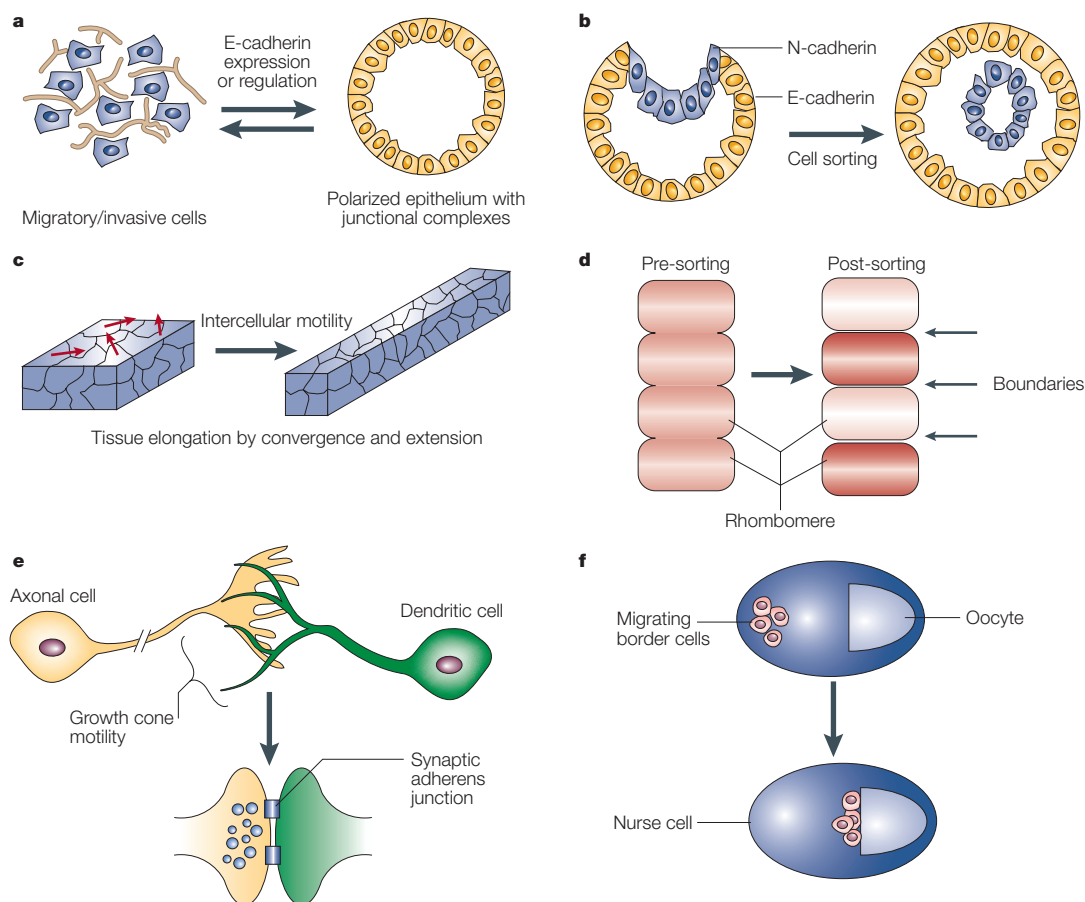 a
E-cadherin
expression
or regulation
Migratory/invasive cells
Polarized epithelium with
junctional complexes
b
N-cadherin
E-cadherin
Cell sorting
c
Intercellular motility
Tissue elongation by convergence and extension
d
Pre-sorting
Post-sorting
Boundaries
Rhombomere
e
Axonal cell
Dendritic cell
Growth cone
motility
Synaptic
adherens
junction
f
Migrating
border cells
Oocyte
Nurse cell